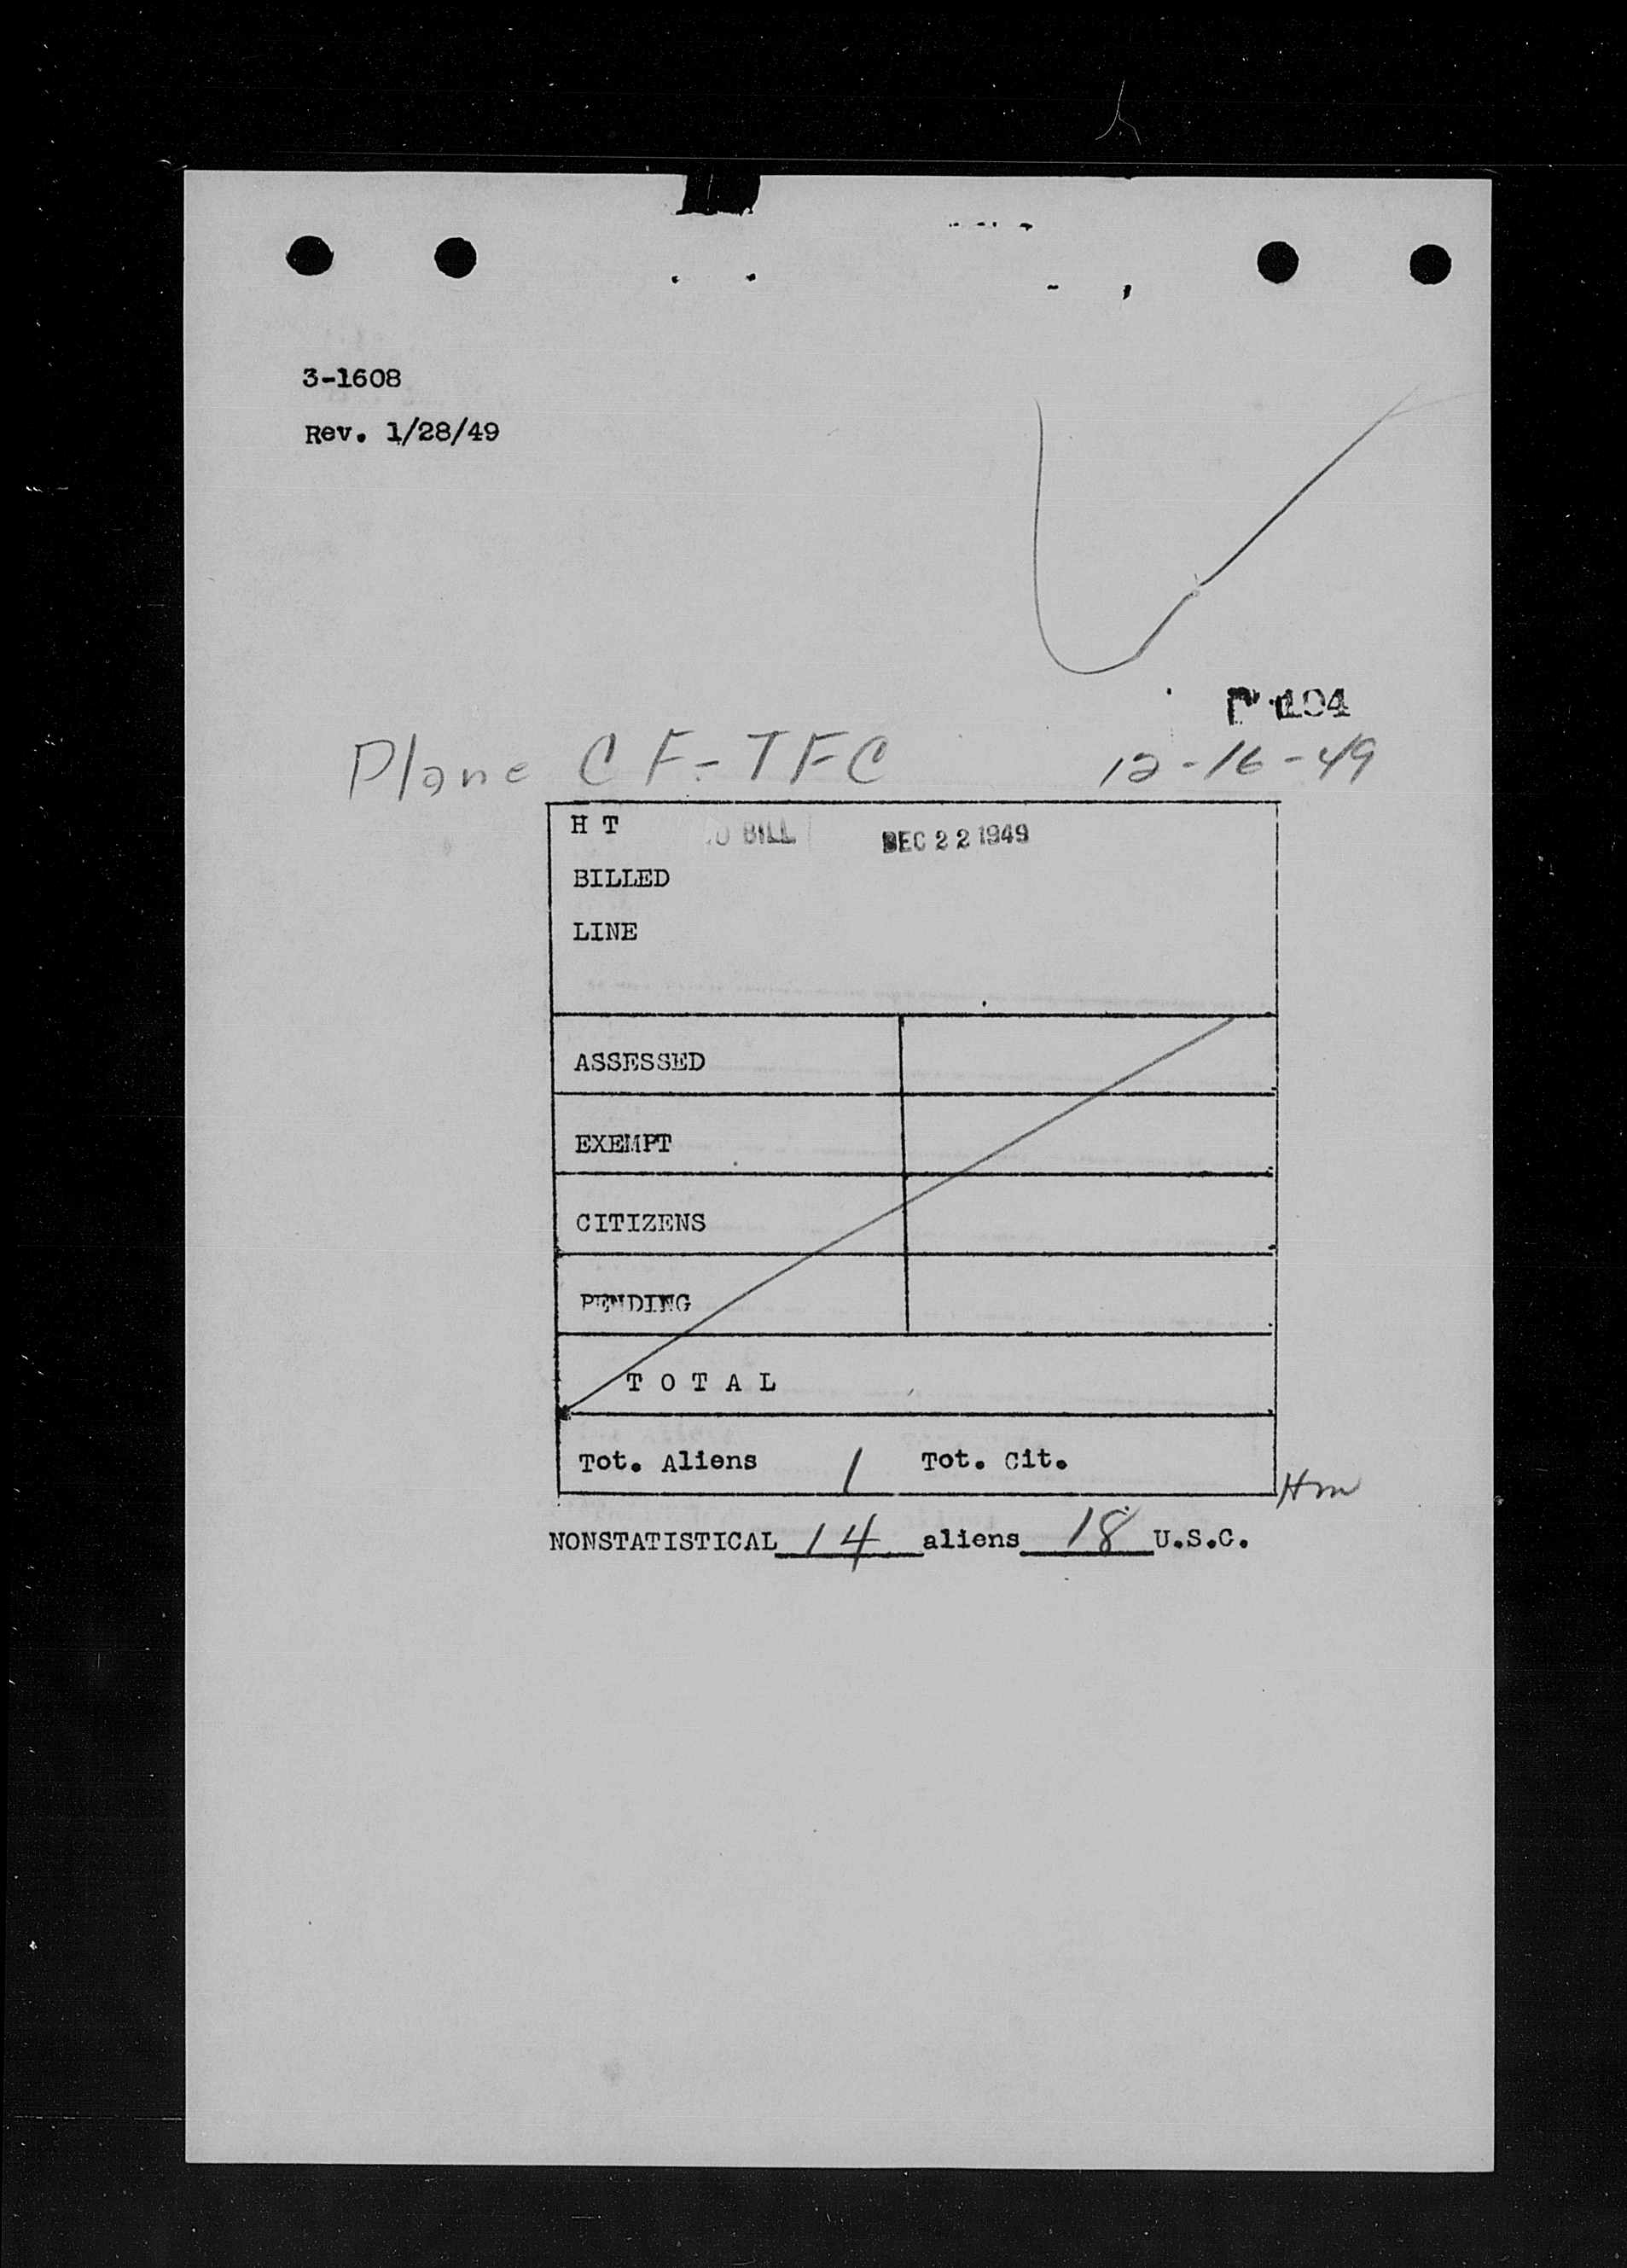 3-1608
Rev. 1/28/49
104
Plane CF-TFC 12-16-49
H T BILL DEC 22 1949
BILLED
LINE
ASSESSED
EXEMPT
CITIZENS
PENDING
T O T A L
Tot. Aliens 1 Tot. Cit.
Hm
NONSTATISTICAL 14 aliens 18 U.S.C.